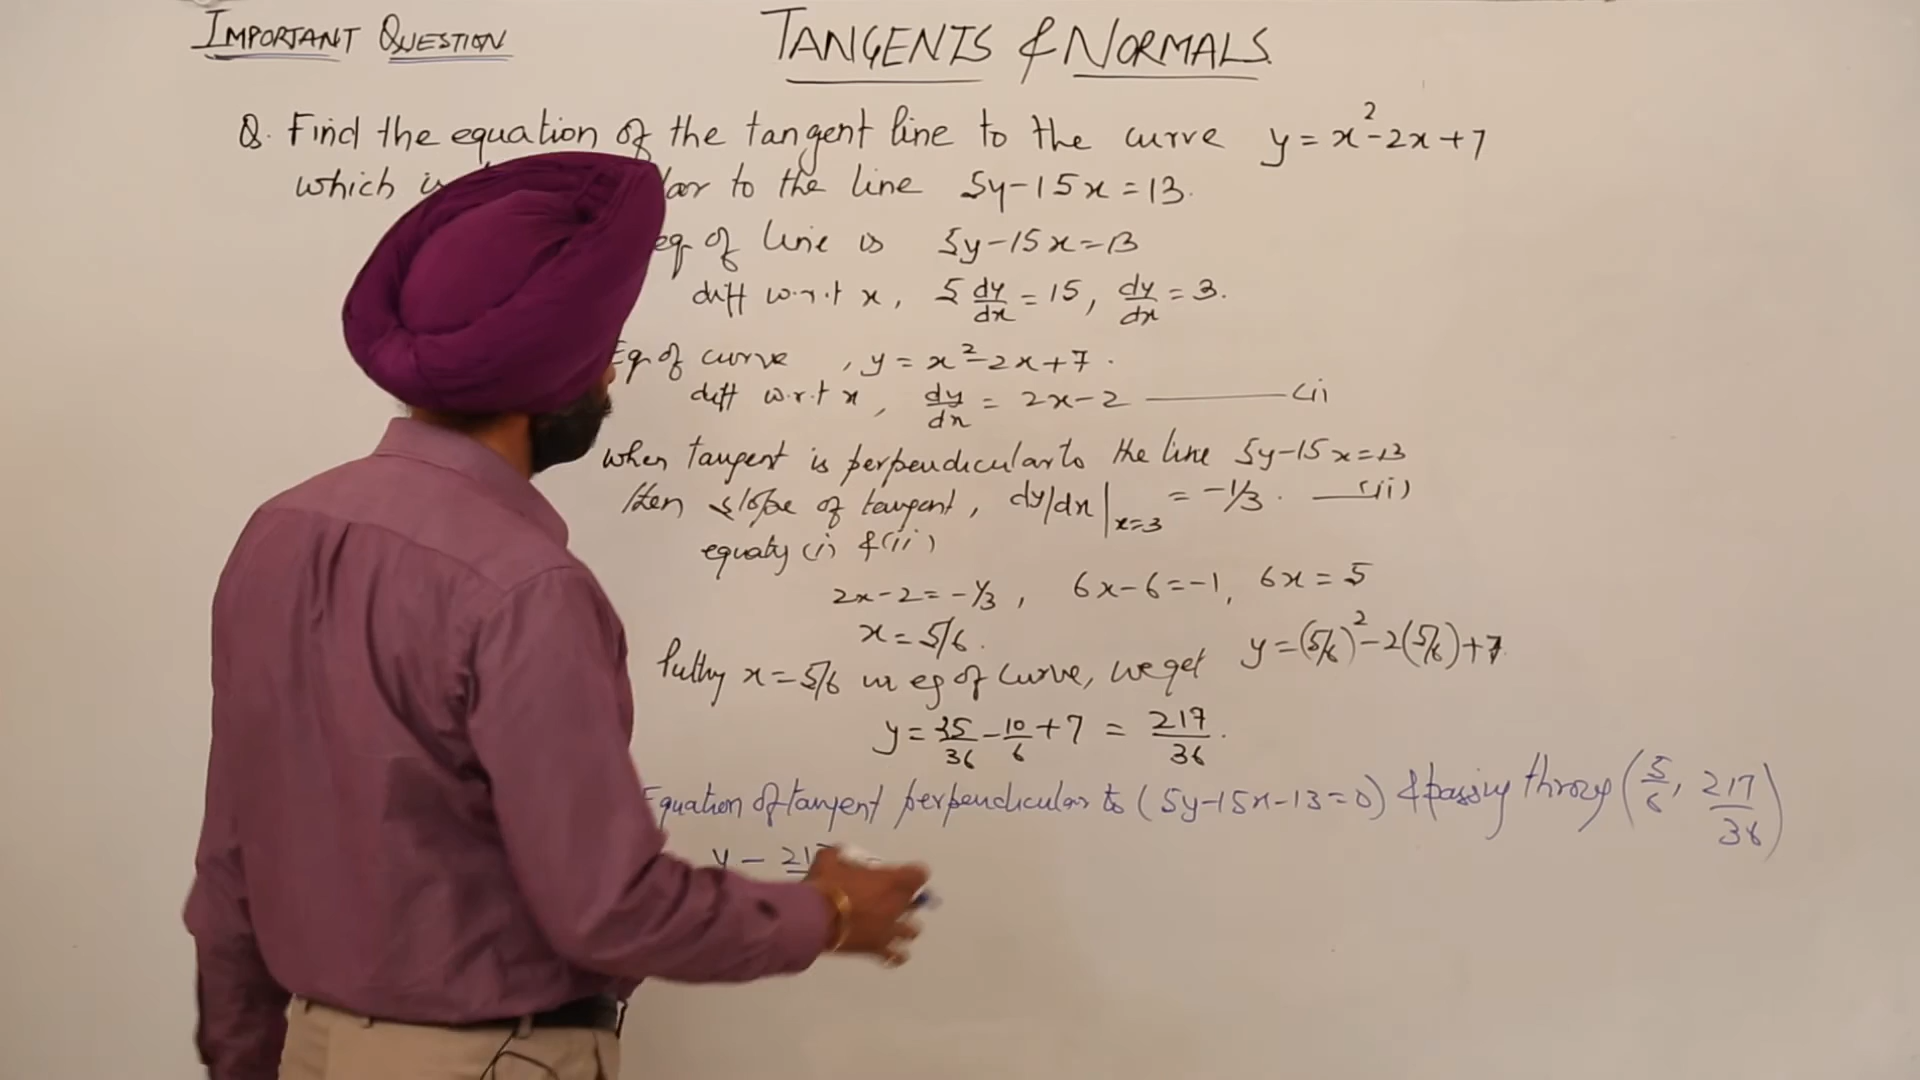 IMPORTANT QUESTION
TANGENTS & NORMALS.
Q. Find the equation of the tangent line to the curve y = x²-2x+7
which to the line 5y-15x=13.
eq of line is 5y-15x=13
diff w.r.t x, 5 dy/dx = 15, dy/dx = 3.
Eq. of curve , y = x²-2x+7.
diff w.r.t x, dy/dx = 2x-2 —— (i)
when tangent is perpendicular to the line 5y-15x=13
then slope of tangent, dy/dx|x=3 = -1/3. —— (ii)
equatg (i) & (ii)
2x-2=-1/3, 6x-6=-1, 6x=5
x=5/6.
Puttng x=5/6 in eq of curve, we get y=(5/6)²-2(5/6)+7.
y = 35/36 - 10/6 + 7 = 217/36.
Equation of tangent perpendicular to (5y-15x-13=0) & passing throug (5/6, 217/36)
y - 21